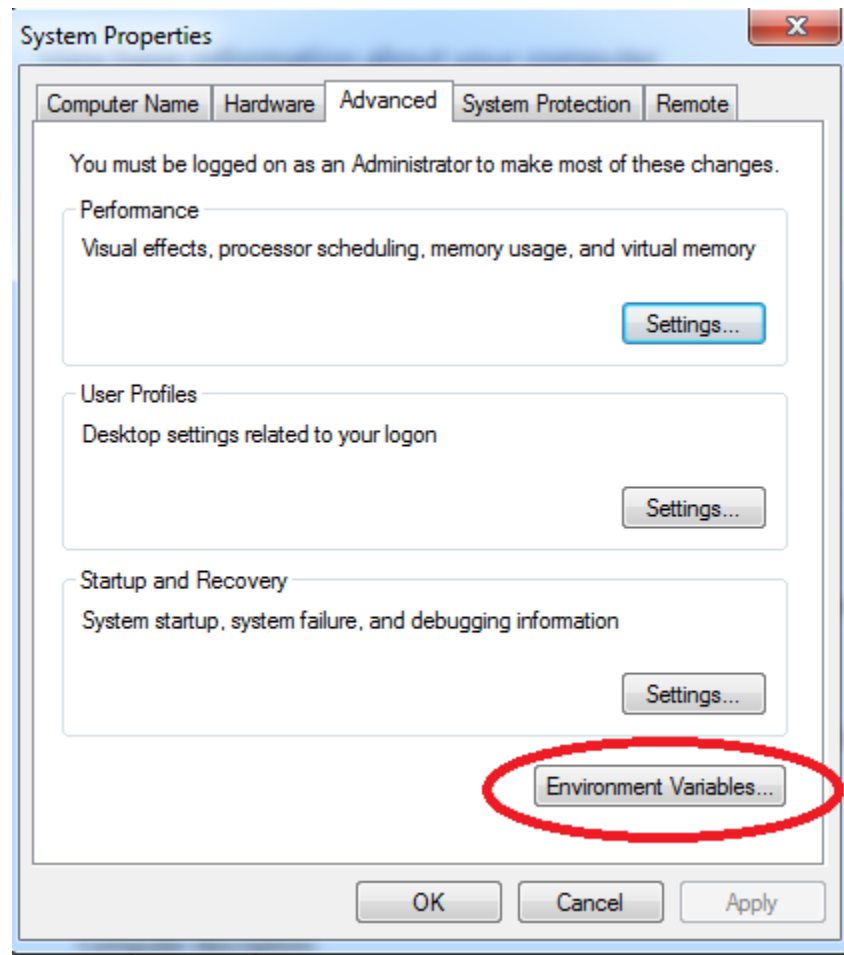 System Properties
Computer Name Hardware Advanced System Protection Remote
You must be logged on as an Administrator to make most of these changes.
Performance
Visual effects, processor scheduling, memory usage, and virtual memory
Settings...
User Profiles
Desktop settings related to your logon
Settings...
Startup and Recovery
System startup, system failure, and debugging information
Settings...
Environment Variables...
OK Cancel Apply